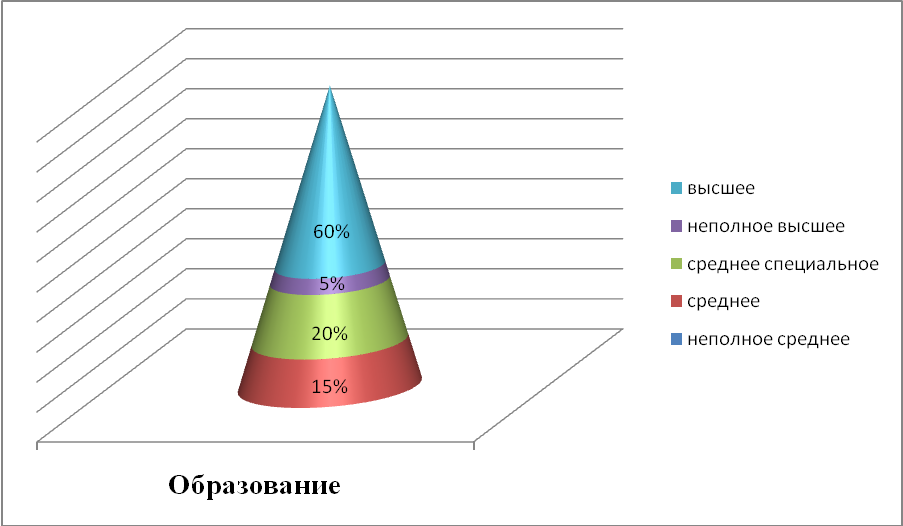 60%
5%
20%
15%
высшее
неполное высшее
среднее специальное
среднее
неполное среднее
Образование